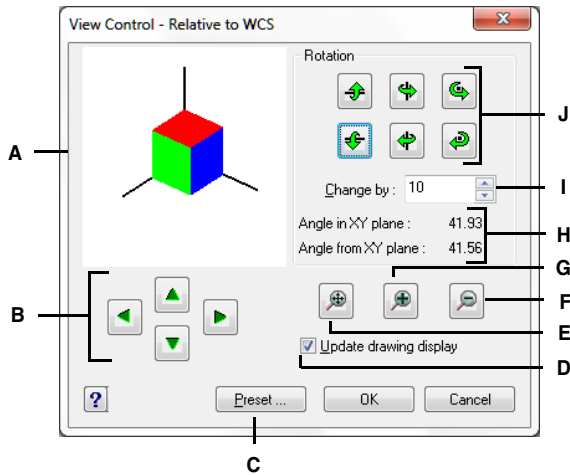 View Control - Relative to WCS
Rotation
J
A
Change by : 10
I
Angle in XY plane : 41.93
H
Angle from XY plane : 41.56
G
B
F
E
Update drawing display
D
?
Preset ...
OK
Cancel
C